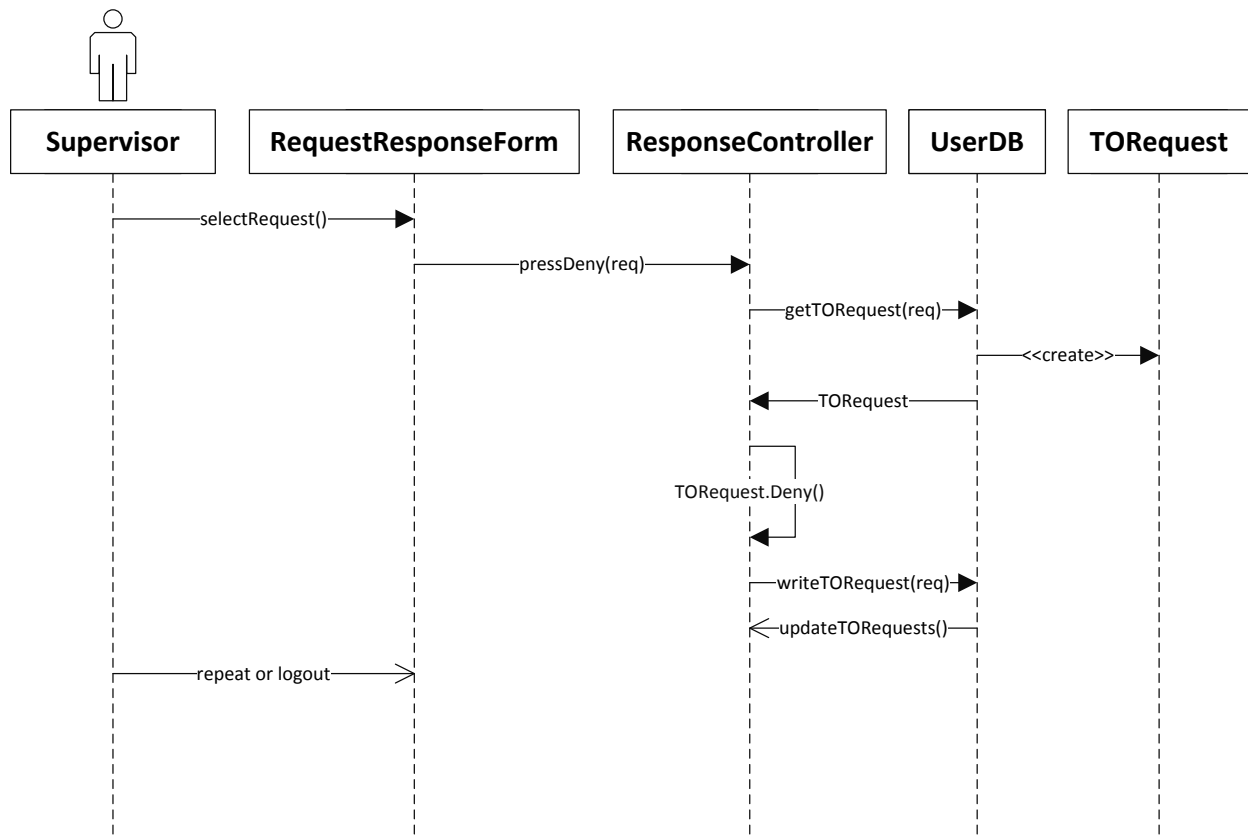 Supervisor
RequestResponseForm
ResponseController
UserDB
TORequest
selectRequest()
pressDeny(req)
getTORequest(req)
<<create>>
TORequest
TORequest.Deny()
writeTORequest(req)
updateTORequests()
repeat or logout